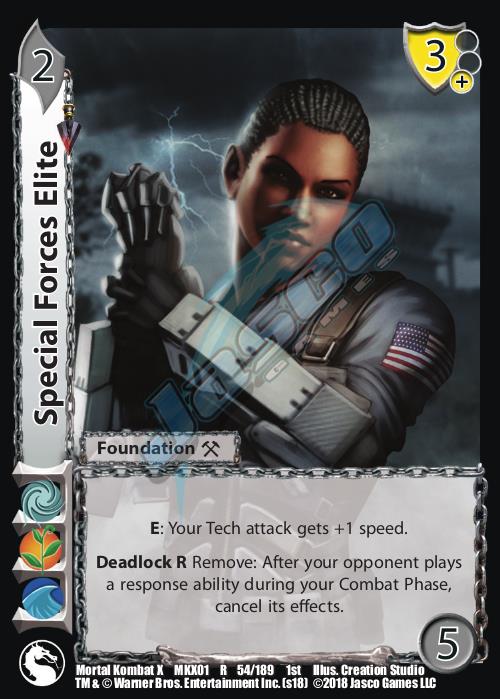 2
3
+
Special Forces Elite
JASCO
GAMES
Foundation
E: Your Tech attack gets +1 speed.
Deadlock R Remove: After your opponent plays
a response ability during your Combat Phase,
cancel its effects.
5
Mortal Kombat X MKX01 R 54/189 1st Illus. Creation Studio
TM & © Warner Bros. Entertainment Inc. (s18) ©2018 Jasco Games LLC